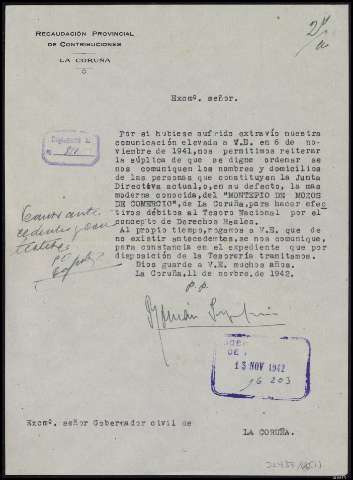 RECAUDACIÓN PROVINCIAL
DE CONTRIBUCIONES
LA CORUÑA
Excmº. señor.
Por si hubiese sufrido extravío nuestra
comunicación elevada a V.E. en 6 de no-
viembre de 1941,nos permitimos reiterar
la súplica de que se digne ordenar se
nos comuniquen los nombres y domicilios
de las personas que constituyen la Junta
Directiva actual,o,en su defecto, la mas
moderna conocida,del "MONTEPIO DE MOZOS
DE COMERCIO", de La Coruña,para hacer efec
tivos débitos al Tesoro Nacional por el
concepto de Derechos Reales.
Al propio tiempo,rogamos a V.E. que de
no existir antecedentes,se nos comunique,
para constancia en el expediente que por
disposición de la Tesorería tramitamos.
Dios guarde a V.E. muchos años.
La Coruña,11 de novbre,de 1942.
P.P.
13 NOV 1942
Excmº. señor Gobernador civil de
LA CORUÑA.